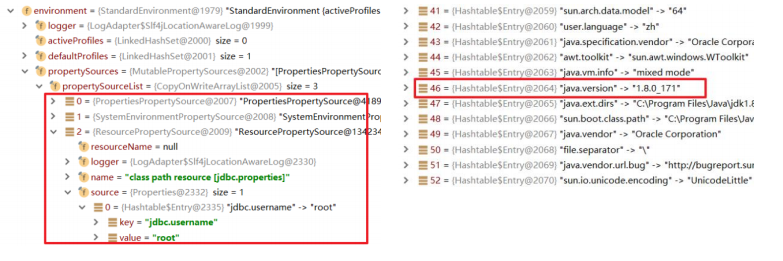 environment = {StandardEnvironment@1979} "StandardEnvironment {activeProfiles
logger = {LogAdapter$Slf4jLocationAwareLog@1999}
activeProfiles = {LinkedHashSet@2000} size = 0
defaultProfiles = {LinkedHashSet@2001} size = 1
propertySources = {MutablePropertySources@2002} "[PropertiesPropertySourc
propertySourceList = {CopyOnWriteArrayList@2005} size = 3
0 = {PropertiesPropertySource@2007} "PropertiesPropertySource@4189
1 = {SystemEnvironmentPropertySource@2008} "SystemEnvironmentPrope
2 = {ResourcePropertySource@2009} "ResourcePropertySource@134234
resourceName = null
logger = {LogAdapter$Slf4jLocationAwareLog@2330}
name = "class path resource [jdbc.properties]"
source = {Properties@2332} size = 1
0 = {Hashtable$Entry@2335} "jdbc.username" -> "root"
key = "jdbc.username"
value = "root"
41 = {Hashtable$Entry@2059} "sun.arch.data.model" -> "64"
42 = {Hashtable$Entry@2060} "user.language" -> "zh"
43 = {Hashtable$Entry@2061} "java.specification.vendor" -> "Oracle Corpora
44 = {Hashtable$Entry@2062} "awt.toolkit" -> "sun.awt.windows.WToolkit"
45 = {Hashtable$Entry@2063} "java.vm.info" -> "mixed mode"
46 = {Hashtable$Entry@2064} "java.version" -> "1.8.0_171"
47 = {Hashtable$Entry@2065} "java.ext.dirs" -> "C:\Program Files\Java\jdk1.8
48 = {Hashtable$Entry@2066} "sun.boot.class.path" -> "C:\Program Files\Java
49 = {Hashtable$Entry@2067} "java.vendor" -> "Oracle Corporation"
50 = {Hashtable$Entry@2068} "file.separator" -> "\"
51 = {Hashtable$Entry@2069} "java.vendor.url.bug" -> "http://bugreport.sun
52 = {Hashtable$Entry@2070} "sun.io.unicode.encoding" -> "UnicodeLittle"